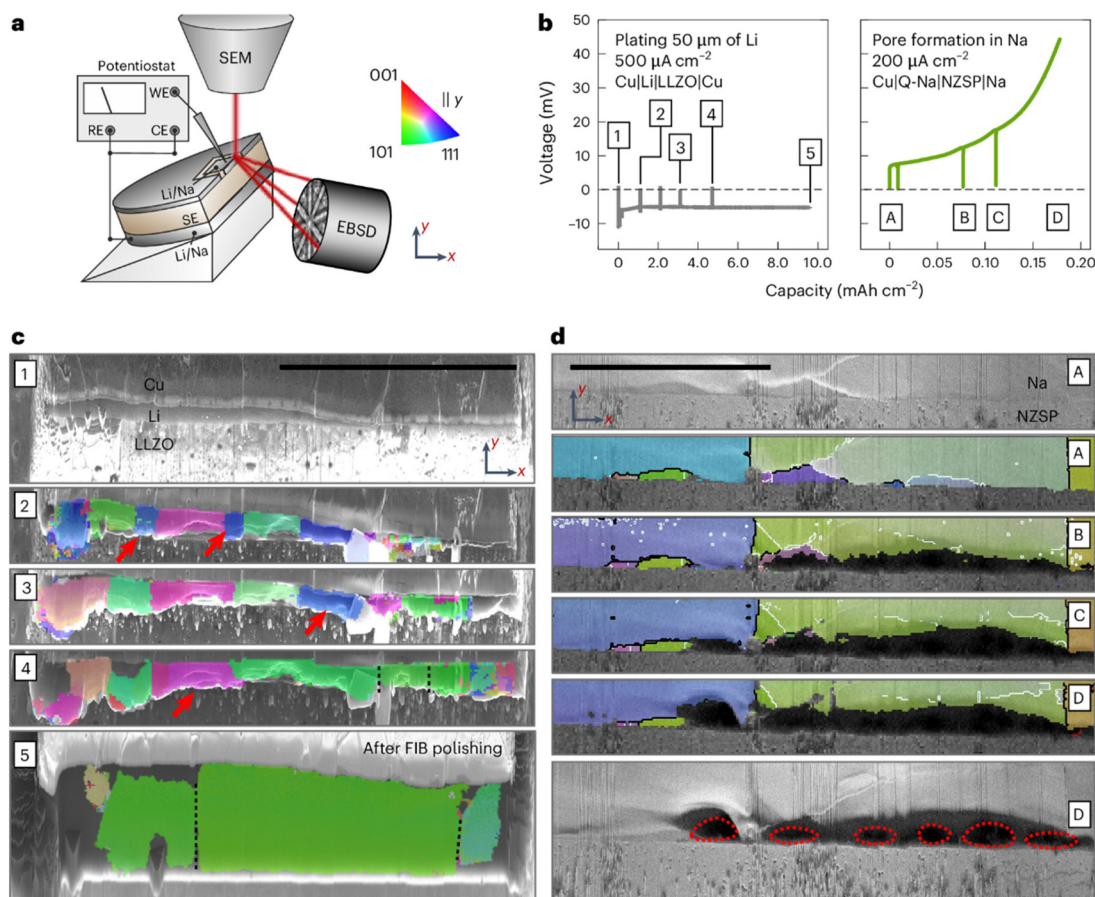 a
SEM
Potentiostat
WE
RE
CE
Li/Na
SE
Li/Na
EBSD
001
|| y
101
111
y
x
b
Voltage (mV)
50
40
30
20
10
0
−10
Plating 50 μm of Li
500 μA cm−2
Cu|Li|LLZO|Cu
1
2
3
4
5
0
2.0
4.0
6.0
8.0
10.0
Pore formation in Na
200 μA cm−2
Cu|Q-Na|NZSP|Na
A
B
C
D
0
0.05
0.10
0.15
0.20
Capacity (mAh cm−2)
c
1
Cu
Li
LLZO
y
x
2
3
4
5
After FIB polishing
d
A
Na
NZSP
y
x
A
B
C
D
D